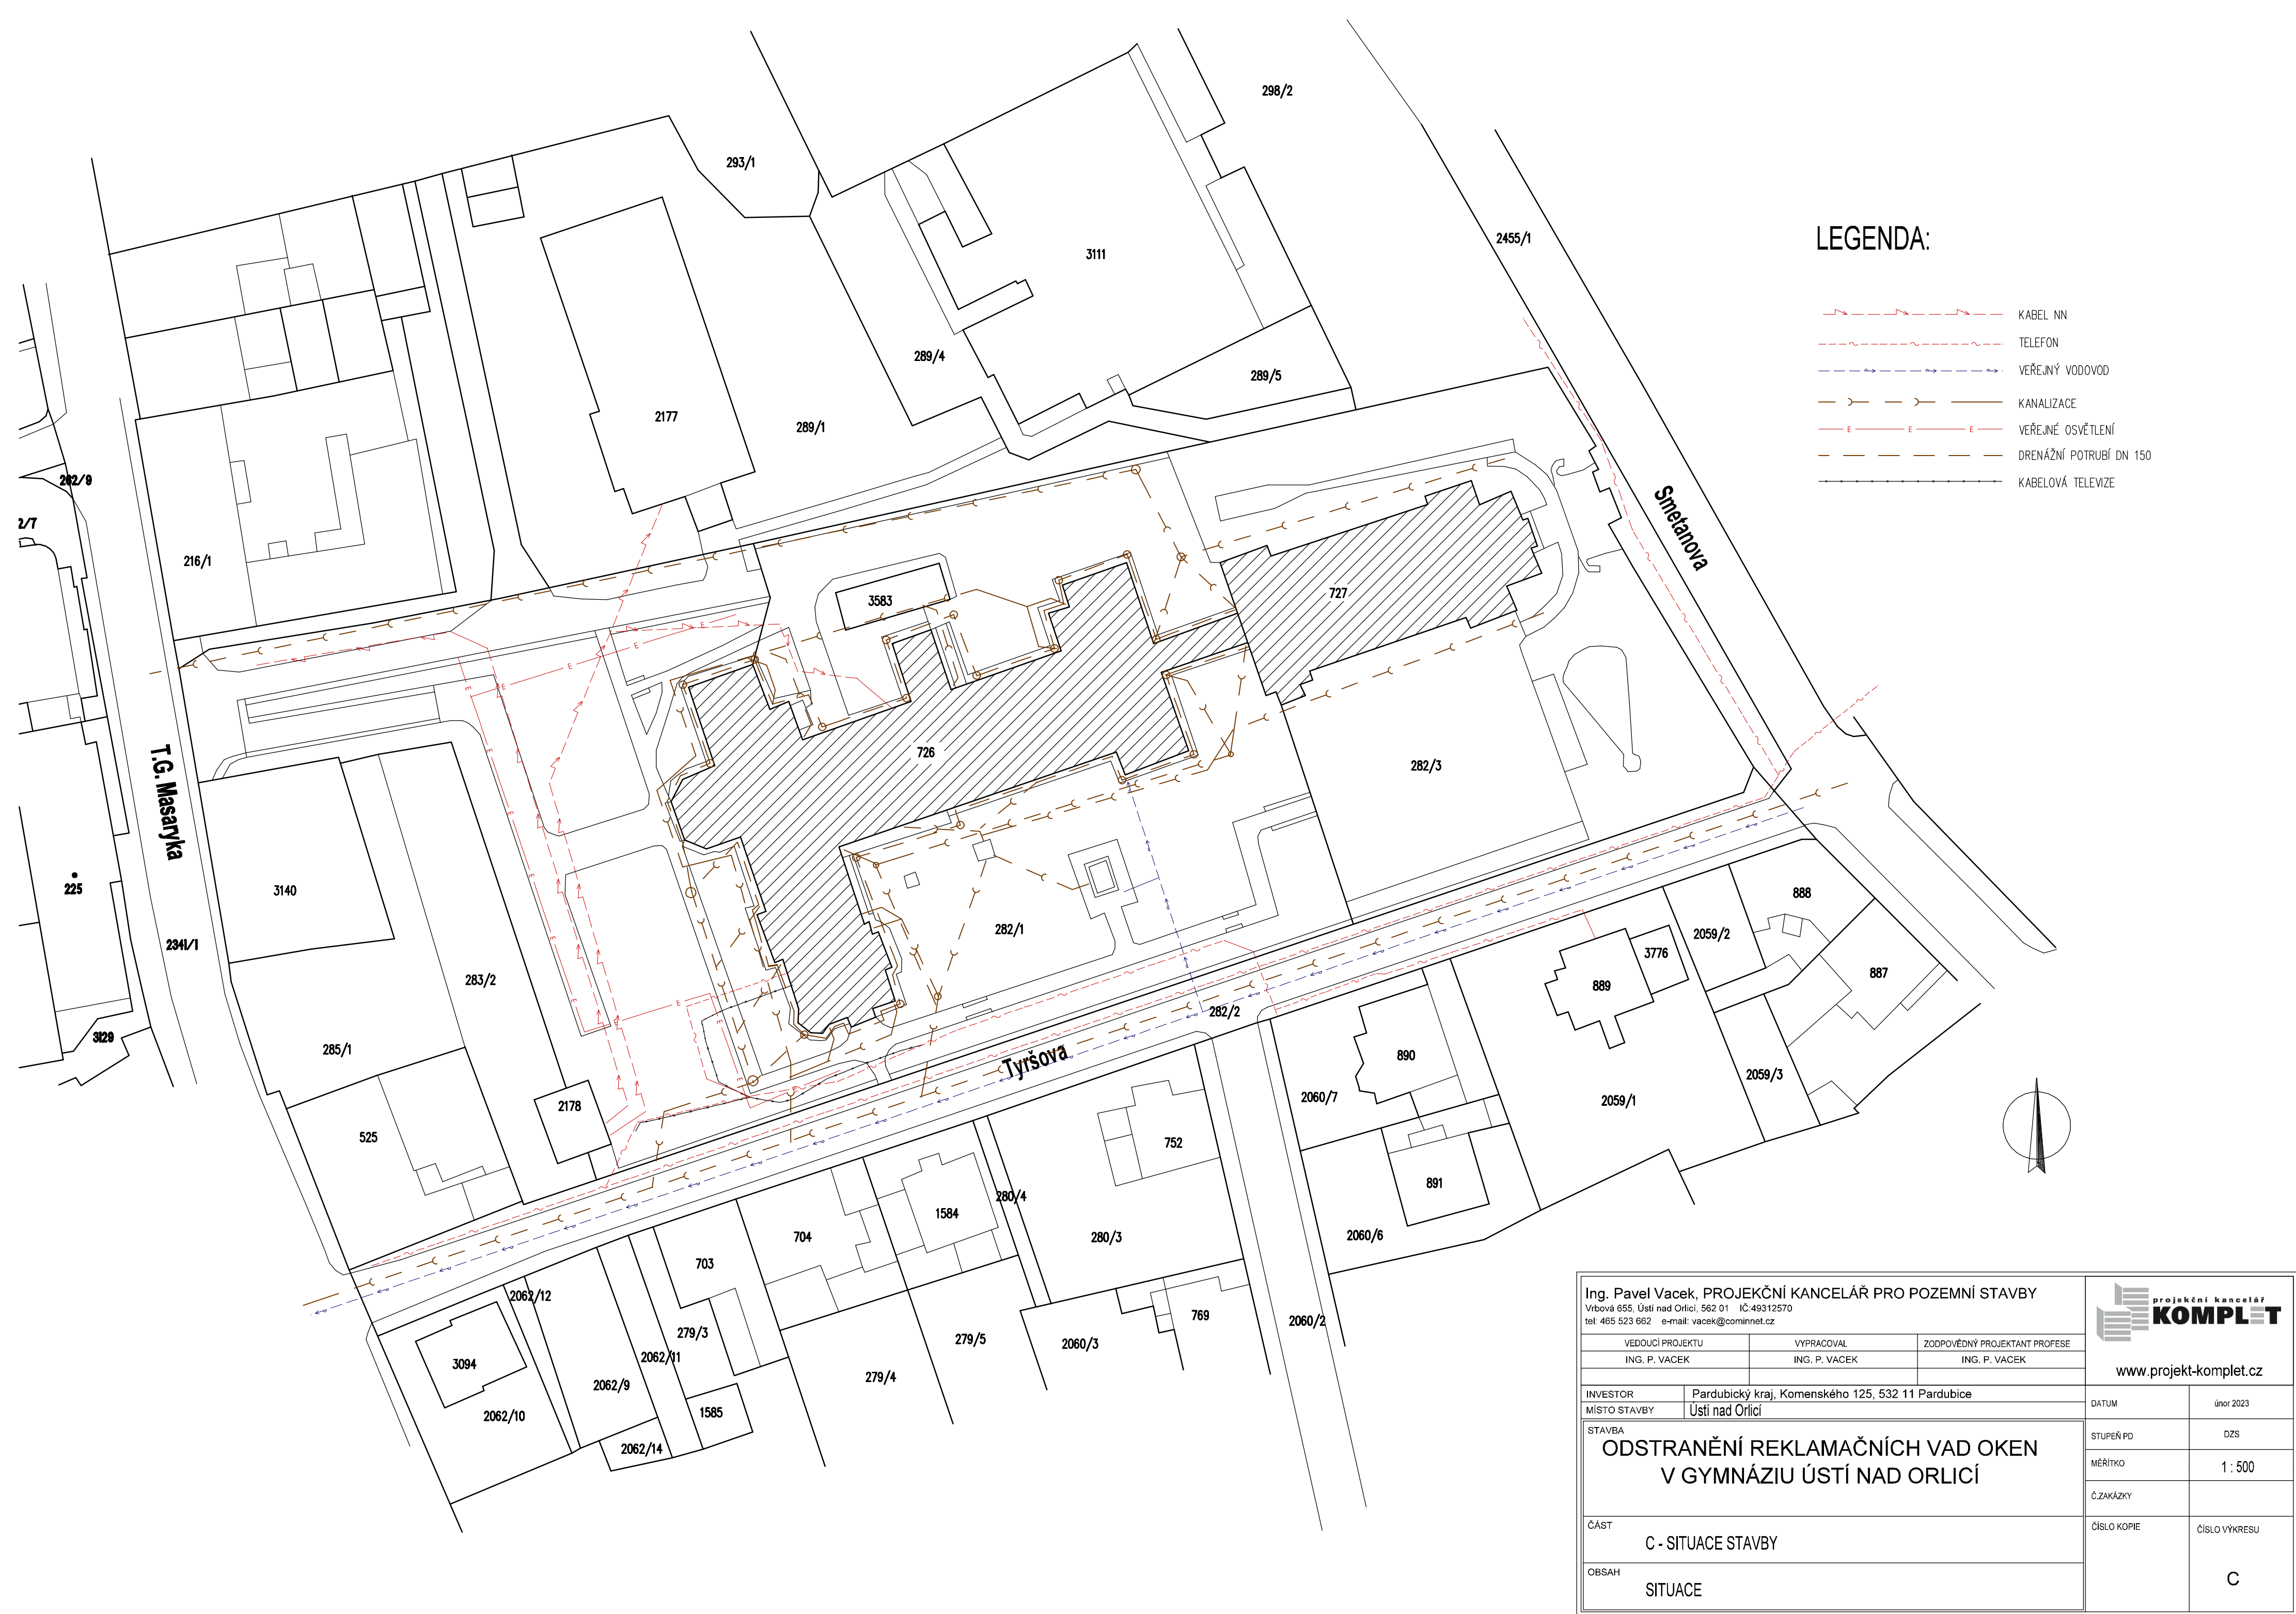 298/2
293/1
2455/1
3111
LEGENDA:
KABEL NN
TELEFON
VEŘEJNÝ VODOVOD
KANALIZACE
VEŘEJNÉ OSVĚTLENÍ
DRENÁŽNÍ POTRUBÍ DN 150
KABELOVÁ TELEVIZE
289/4
289/5
2177
289/1
262/9
2/7
216/1
Smetanova
3583
727
726
282/3
T.G. Masaryka
225
3140
2341/1
282/1
283/2
888
2059/2
3776
889
887
282/2
3129
285/1
Tyršova
890
2059/3
2178
2060/7
2059/1
525
752
891
280/4
1584
704
280/3
2060/6
703
2062/12
769
2060/2
279/3
279/5
2060/3
2062/11
3094
279/4
2062/9
1585
2062/10
2062/14
Ing. Pavel Vacek, PROJEKČNÍ KANCELÁŘ PRO POZEMNÍ STAVBY
Vrbová 655, Ústí nad Orlicí, 562 01 IČ:49312570
tel: 465 523 662 e-mail: vacek@cominnet.cz
projekční kancelář
KOMPLET
www.projekt-komplet.cz
VEDOUCÍ PROJEKTU
VYPRACOVAL
ZODPOVĚDNÝ PROJEKTANT PROFESE
ING. P. VACEK
ING. P. VACEK
ING. P. VACEK
INVESTOR
Pardubický kraj, Komenského 125, 532 11 Pardubice
MÍSTO STAVBY
Ústí nad Orlicí
DATUM
únor 2023
STAVBA
ODSTRANĚNÍ REKLAMAČNÍCH VAD OKEN
V GYMNÁZIU ÚSTÍ NAD ORLICÍ
STUPEŇ PD
DZS
MĚŘÍTKO
1 : 500
Č.ZAKÁZKY
ČÁST
C - SITUACE STAVBY
ČÍSLO KOPIE
ČÍSLO VÝKRESU
C
OBSAH
SITUACE